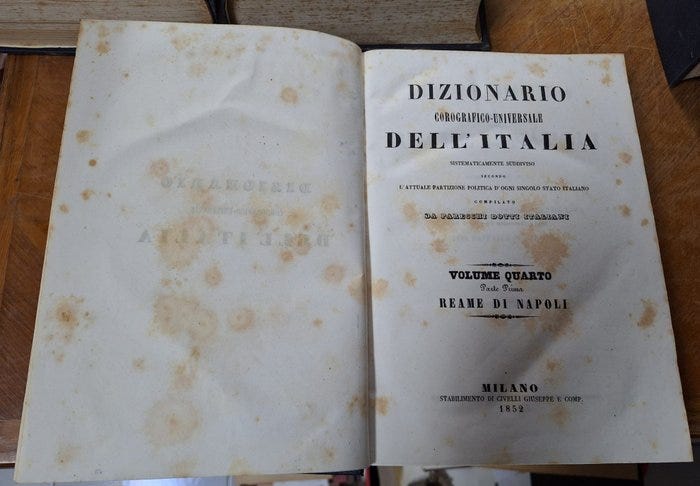 DIZIONARIO
COROGRAFICO-UNIVERSALE
DELL'ITALIA
SISTEMATICAMENTE SUDDIVISO
SECONDO
L'ATTUALE PARTIZIONE POLITICA D'OGNI SINGOLO STATO ITALIANO
COMPILATO
DA PARECCHI DOTTI ITALIANI
VOLUME QUARTO
Parte Prima
REAME DI NAPOLI
MILANO
STABILIMENTO DI CIVELLI GIUSEPPE E COMP.
1852